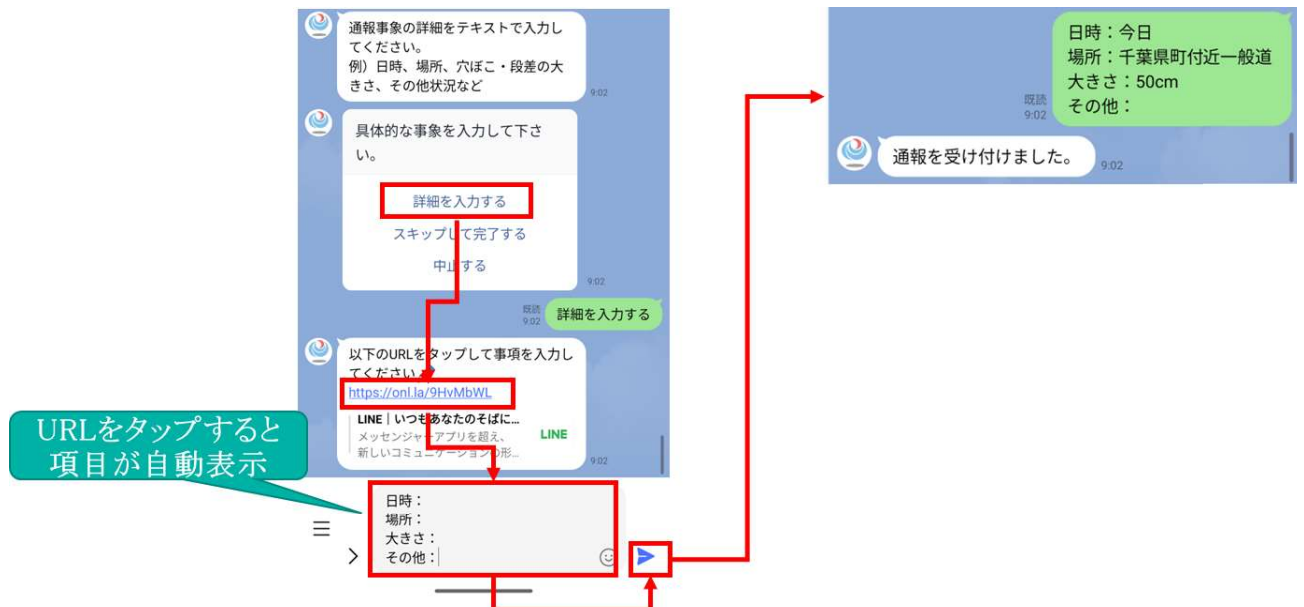 通報事象の詳細をテキストで入力し
てください。
例）日時、場所、穴ぼこ・段差の大
きさ、その他状況など
9:02
具体的な事象を入力して下さ
い。
詳細を入力する
スキップして完了する
中止する
9:02
既読
9:02
詳細を入力する
以下のURLをタップして事項を入力し
てください
https://onl.la/9HvMbWL
LINE｜いつもあなたのそばに...
メッセンジャーアプリを超え、
新しいコミュニケーションの形...
LINE
9:02
URLをタップすると
項目が自動表示
日時：
場所：
大きさ：
その他：
日時：今日
場所：千葉県町付近一般道
大きさ：50cm
その他：
既読
9:02
通報を受け付けました。
9:02